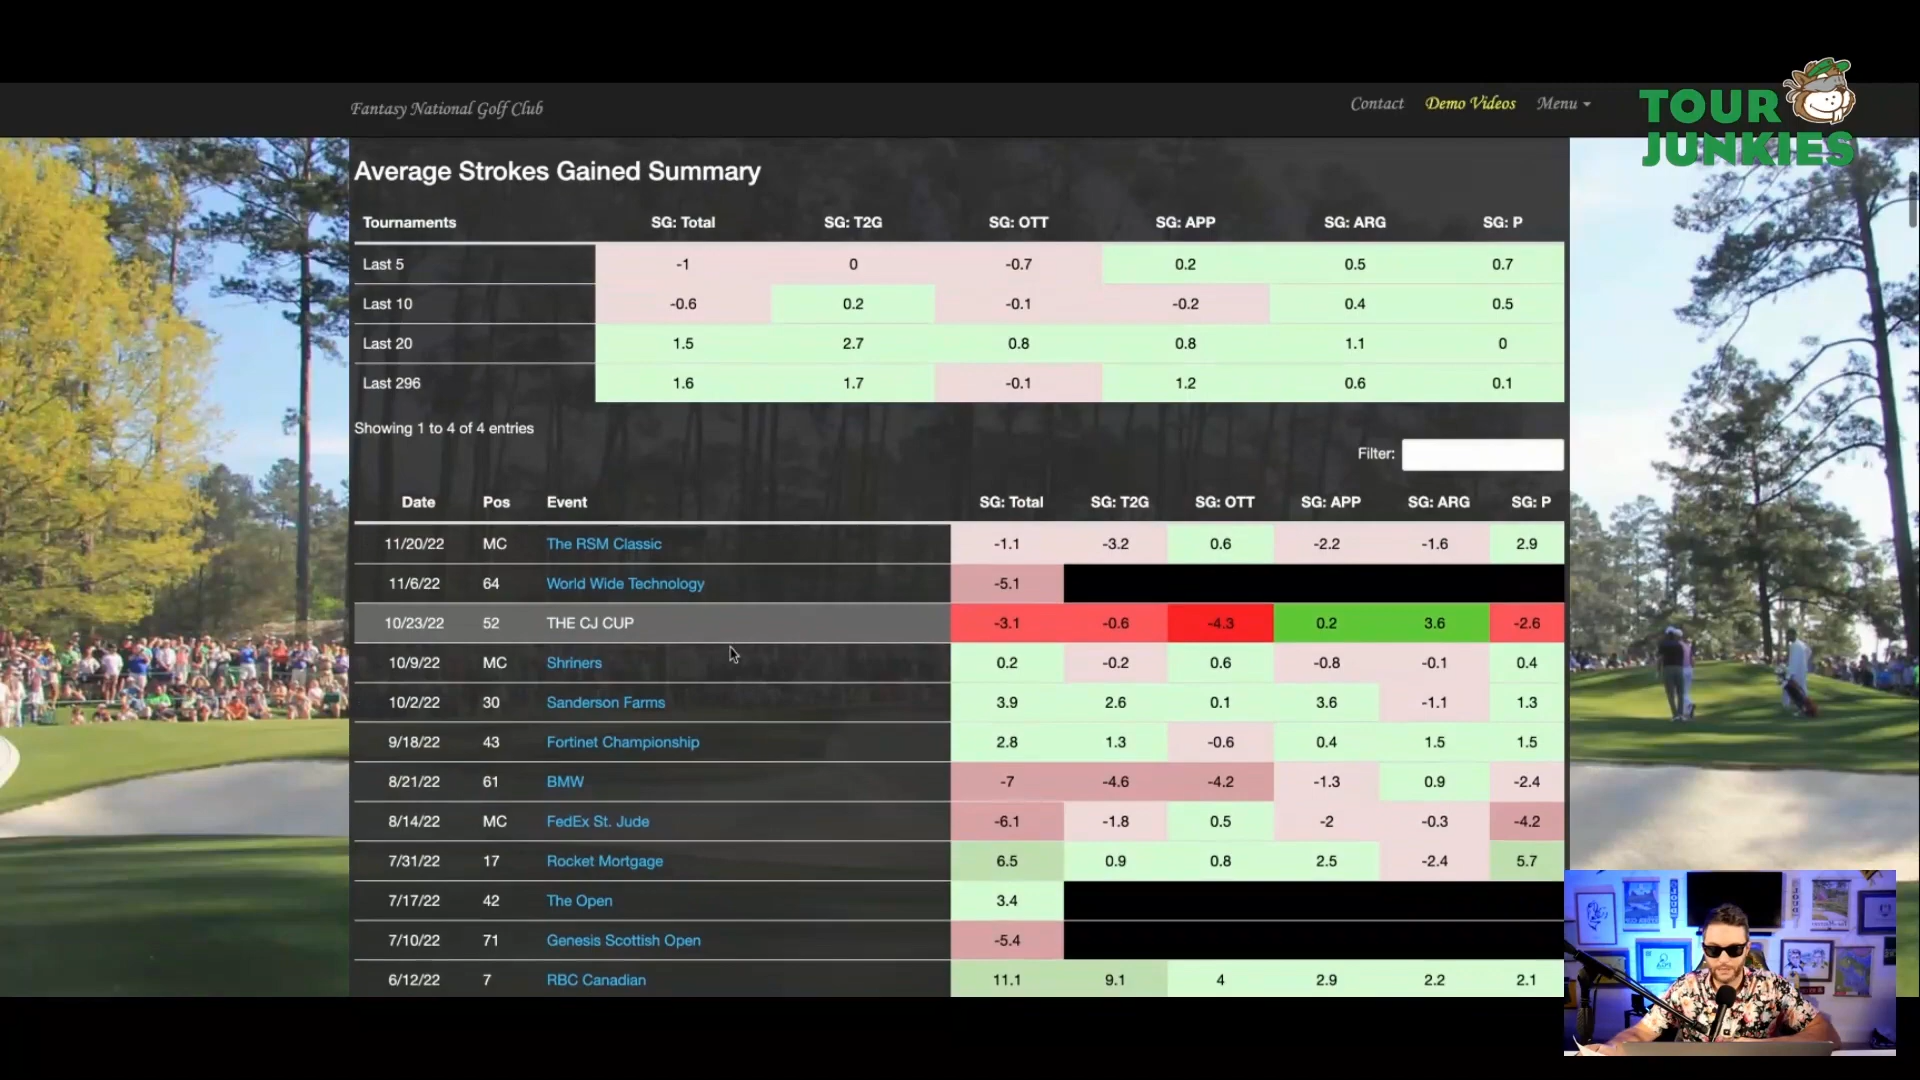 Fantasy National Golf Club
Contact Demo Videos Menu
TOUR
JUNKIES
Average Strokes Gained Summary
Tournaments SG: Total SG: T2G SG: OTT SG: APP SG: ARG SG: P
Last 5 -1 0 -0.7 0.2 0.5 0.7
Last 10 -0.6 0.2 -0.1 -0.2 0.4 0.5
Last 20 1.5 2.7 0.8 0.8 1.1 0
Last 296 1.6 1.7 -0.1 1.2 0.6 0.1
Showing 1 to 4 of 4 entries
Filter:
Date Pos Event SG: Total SG: T2G SG: OTT SG: APP SG: ARG SG: P
11/20/22 MC The RSM Classic -1.1 -3.2 0.6 -2.2 -1.6 2.9
11/6/22 64 World Wide Technology -5.1
10/23/22 52 THE CJ CUP -3.1 -0.6 -4.3 0.2 3.6 -2.6
10/9/22 MC Shriners 0.2 -0.2 0.6 -0.8 -0.1 0.4
10/2/22 30 Sanderson Farms 3.9 2.6 0.1 3.6 -1.1 1.3
9/18/22 43 Fortinet Championship 2.8 1.3 -0.6 0.4 1.5 1.5
8/21/22 61 BMW -7 -4.6 -4.2 -1.3 0.9 -2.4
8/14/22 MC FedEx St. Jude -6.1 -1.8 0.5 -2 -0.3 -4.2
7/31/22 17 Rocket Mortgage 6.5 0.9 0.8 2.5 -2.4 5.7
7/17/22 42 The Open 3.4
7/10/22 71 Genesis Scottish Open -5.4
6/12/22 7 RBC Canadian 11.1 9.1 4 2.9 2.2 2.1